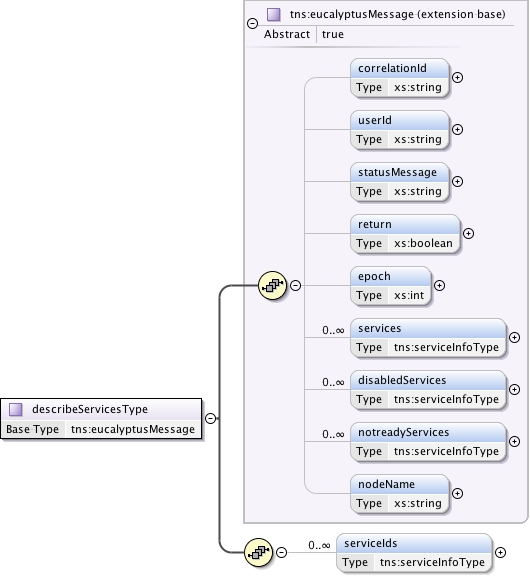 tns:eucalyptusMessage (extension base)
Abstract true
correlationId
Type xs:string
userId
Type xs:string
statusMessage
Type xs:string
return
Type xs:boolean
epoch
Type xs:int
0..∞ services
Type tns:serviceInfoType
0..∞ disabledServices
Type tns:serviceInfoType
0..∞ notreadyServices
Type tns:serviceInfoType
nodeName
Type xs:string
describeServicesType
Base Type tns:eucalyptusMessage
0..∞ serviceIds
Type tns:serviceInfoType